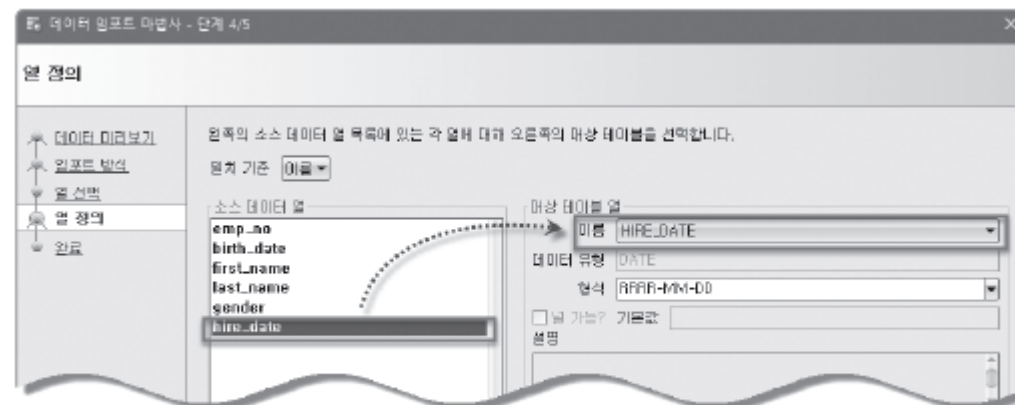 데이터 임포트 마법사 - 단계 4/5
열 정의
데이터 미리보기
임포트 방식
열 선택
열 정의
완료
왼쪽의 소스 데이터 열 목록에 있는 각 열에 대해 오른쪽의 대상 테이블을 선택합니다.
일치 기준 이름
소스 데이터 열
emp_no
birth_date
first_name
last_name
gender
hire_date
대상 테이블 열
이름 HIRE_DATE
데이터 유형 DATE
형식 RRRR-MM-DD
널 가능? 기본값
설명